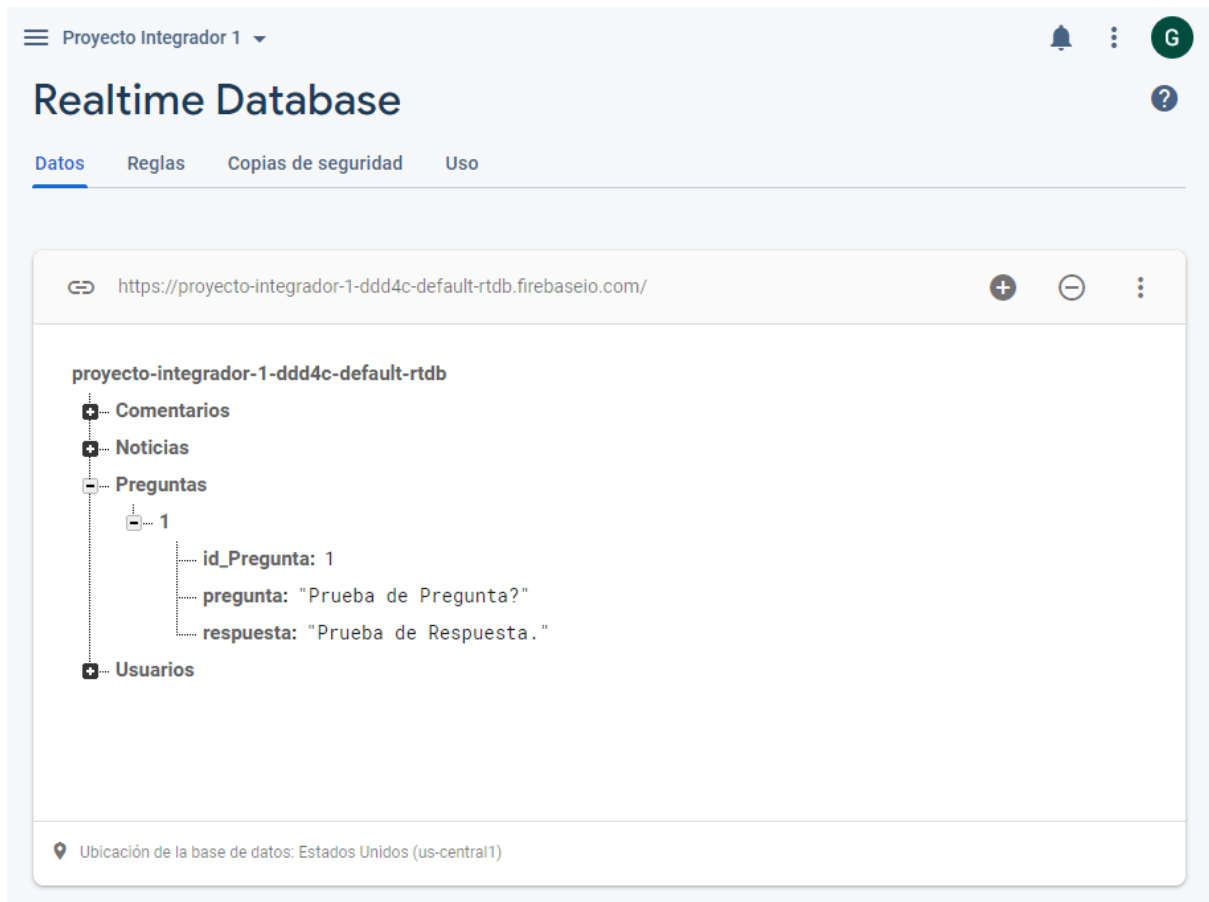 Proyecto Integrador 1
G
Realtime Database
Datos Reglas Copias de seguridad Uso
https://proyecto-integrador-1-ddd4c-default-rtdb.firebaseio.com/
proyecto-integrador-1-ddd4c-default-rtdb
Comentarios
Noticias
Preguntas
1
id_Pregunta: 1
pregunta: "Prueba de Pregunta?"
respuesta: "Prueba de Respuesta."
Usuarios
Ubicación de la base de datos: Estados Unidos (us-central1)